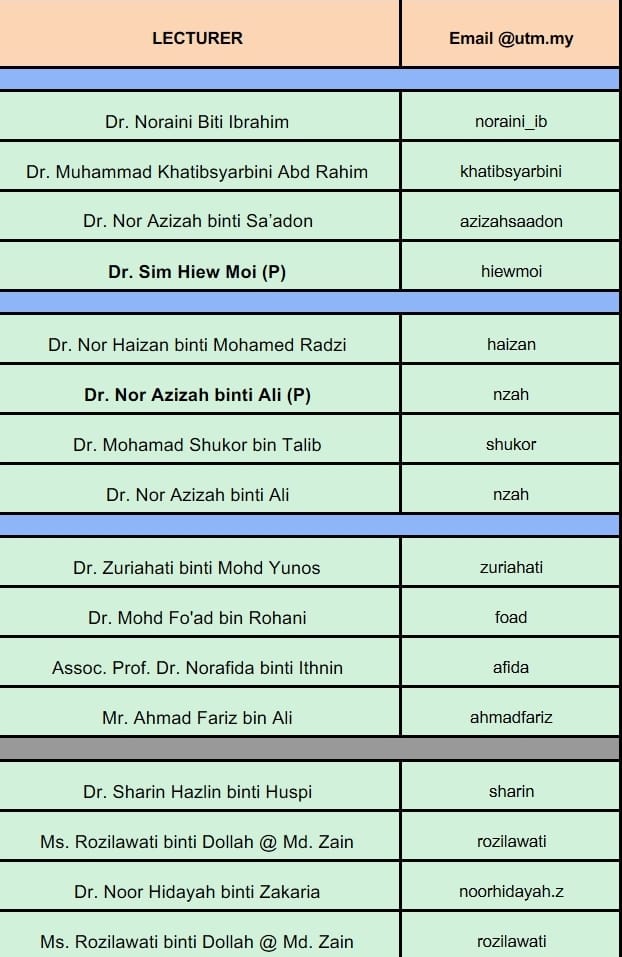 LECTURER Email @utm.my
Dr. Noraini Biti Ibrahim noraini_ib
Dr. Muhammad Khatibsyarbini Abd Rahim khatibsyarbini
Dr. Nor Azizah binti Sa’adon azizahsaadon
Dr. Sim Hiew Moi (P) hiewmoi
Dr. Nor Haizan binti Mohamed Radzi haizan
Dr. Nor Azizah binti Ali (P) nzah
Dr. Mohamad Shukor bin Talib shukor
Dr. Nor Azizah binti Ali nzah
Dr. Zuriahati binti Mohd Yunos zuriahati
Dr. Mohd Fo'ad bin Rohani foad
Assoc. Prof. Dr. Norafida binti Ithnin afida
Mr. Ahmad Fariz bin Ali ahmadfariz
Dr. Sharin Hazlin binti Huspi sharin
Ms. Rozilawati binti Dollah @ Md. Zain rozilawati
Dr. Noor Hidayah binti Zakaria noorhidayah.z
Ms. Rozilawati binti Dollah @ Md. Zain rozilawati